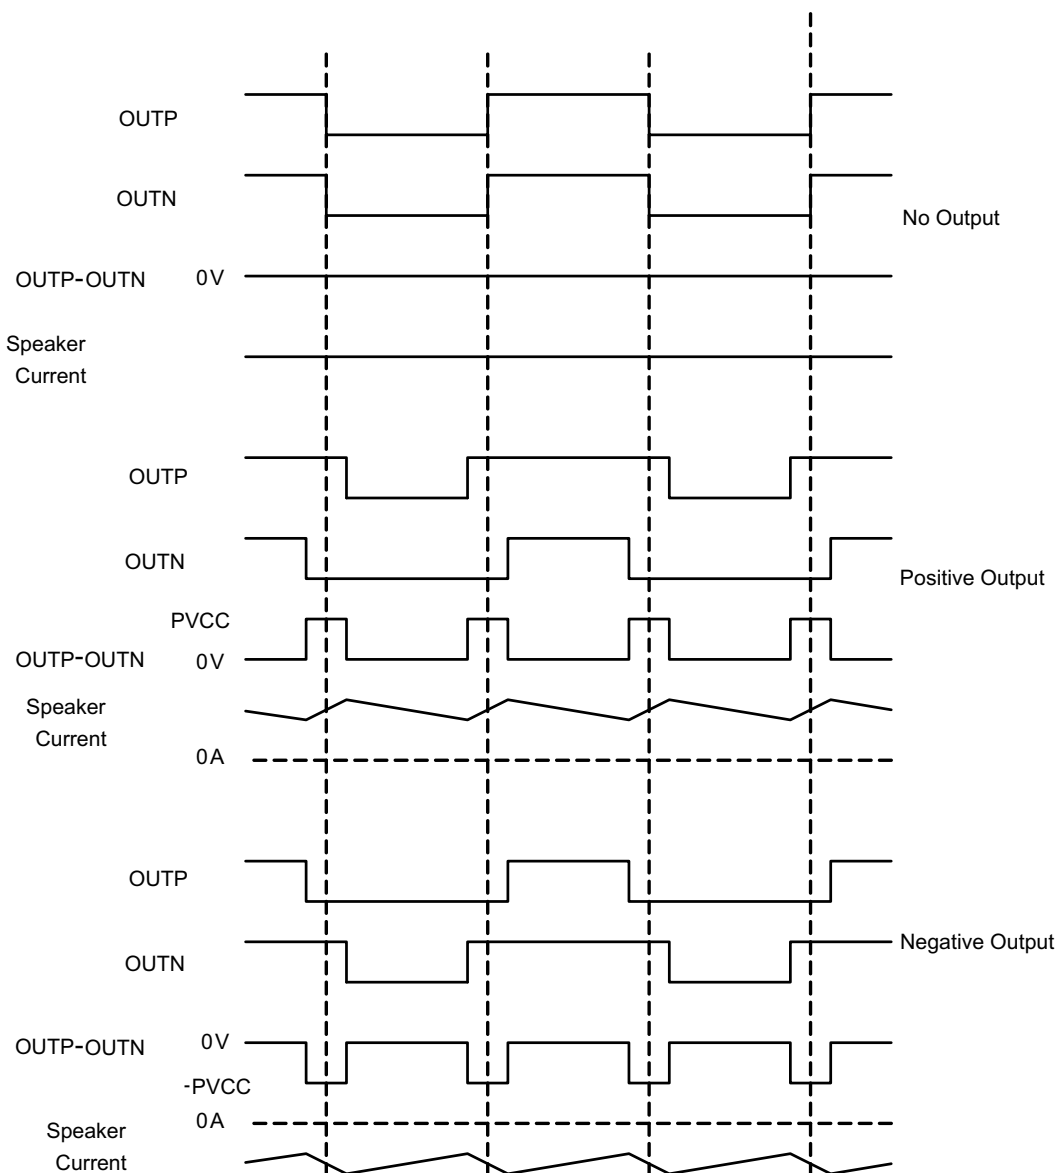 OUTP
OUTN
No Output
OUTP-OUTN 0V
Speaker
Current
OUTP
OUTN
Positive Output
PVCC
OUTP-OUTN 0V
Speaker
Current
0A
OUTP
Negative Output
OUTN
OUTP-OUTN 0V
-PVCC
0A
Speaker
Current